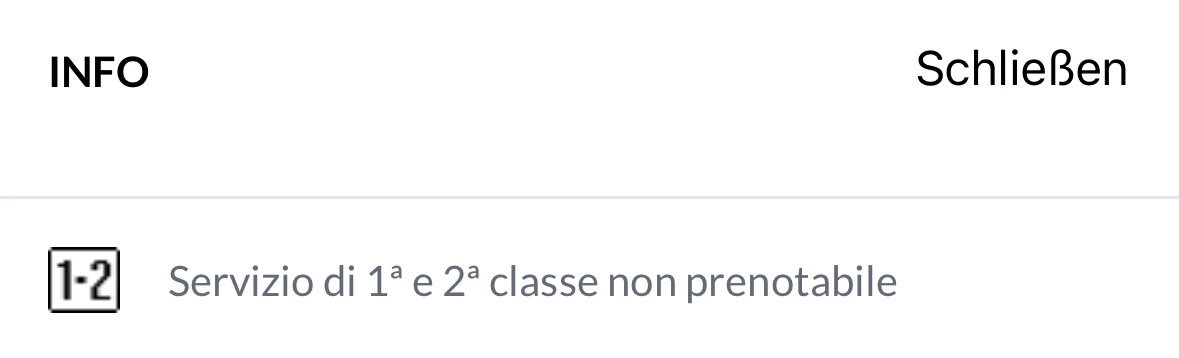 INFO Schließen
1-2 Servizio di 1ª e 2ª classe non prenotabile